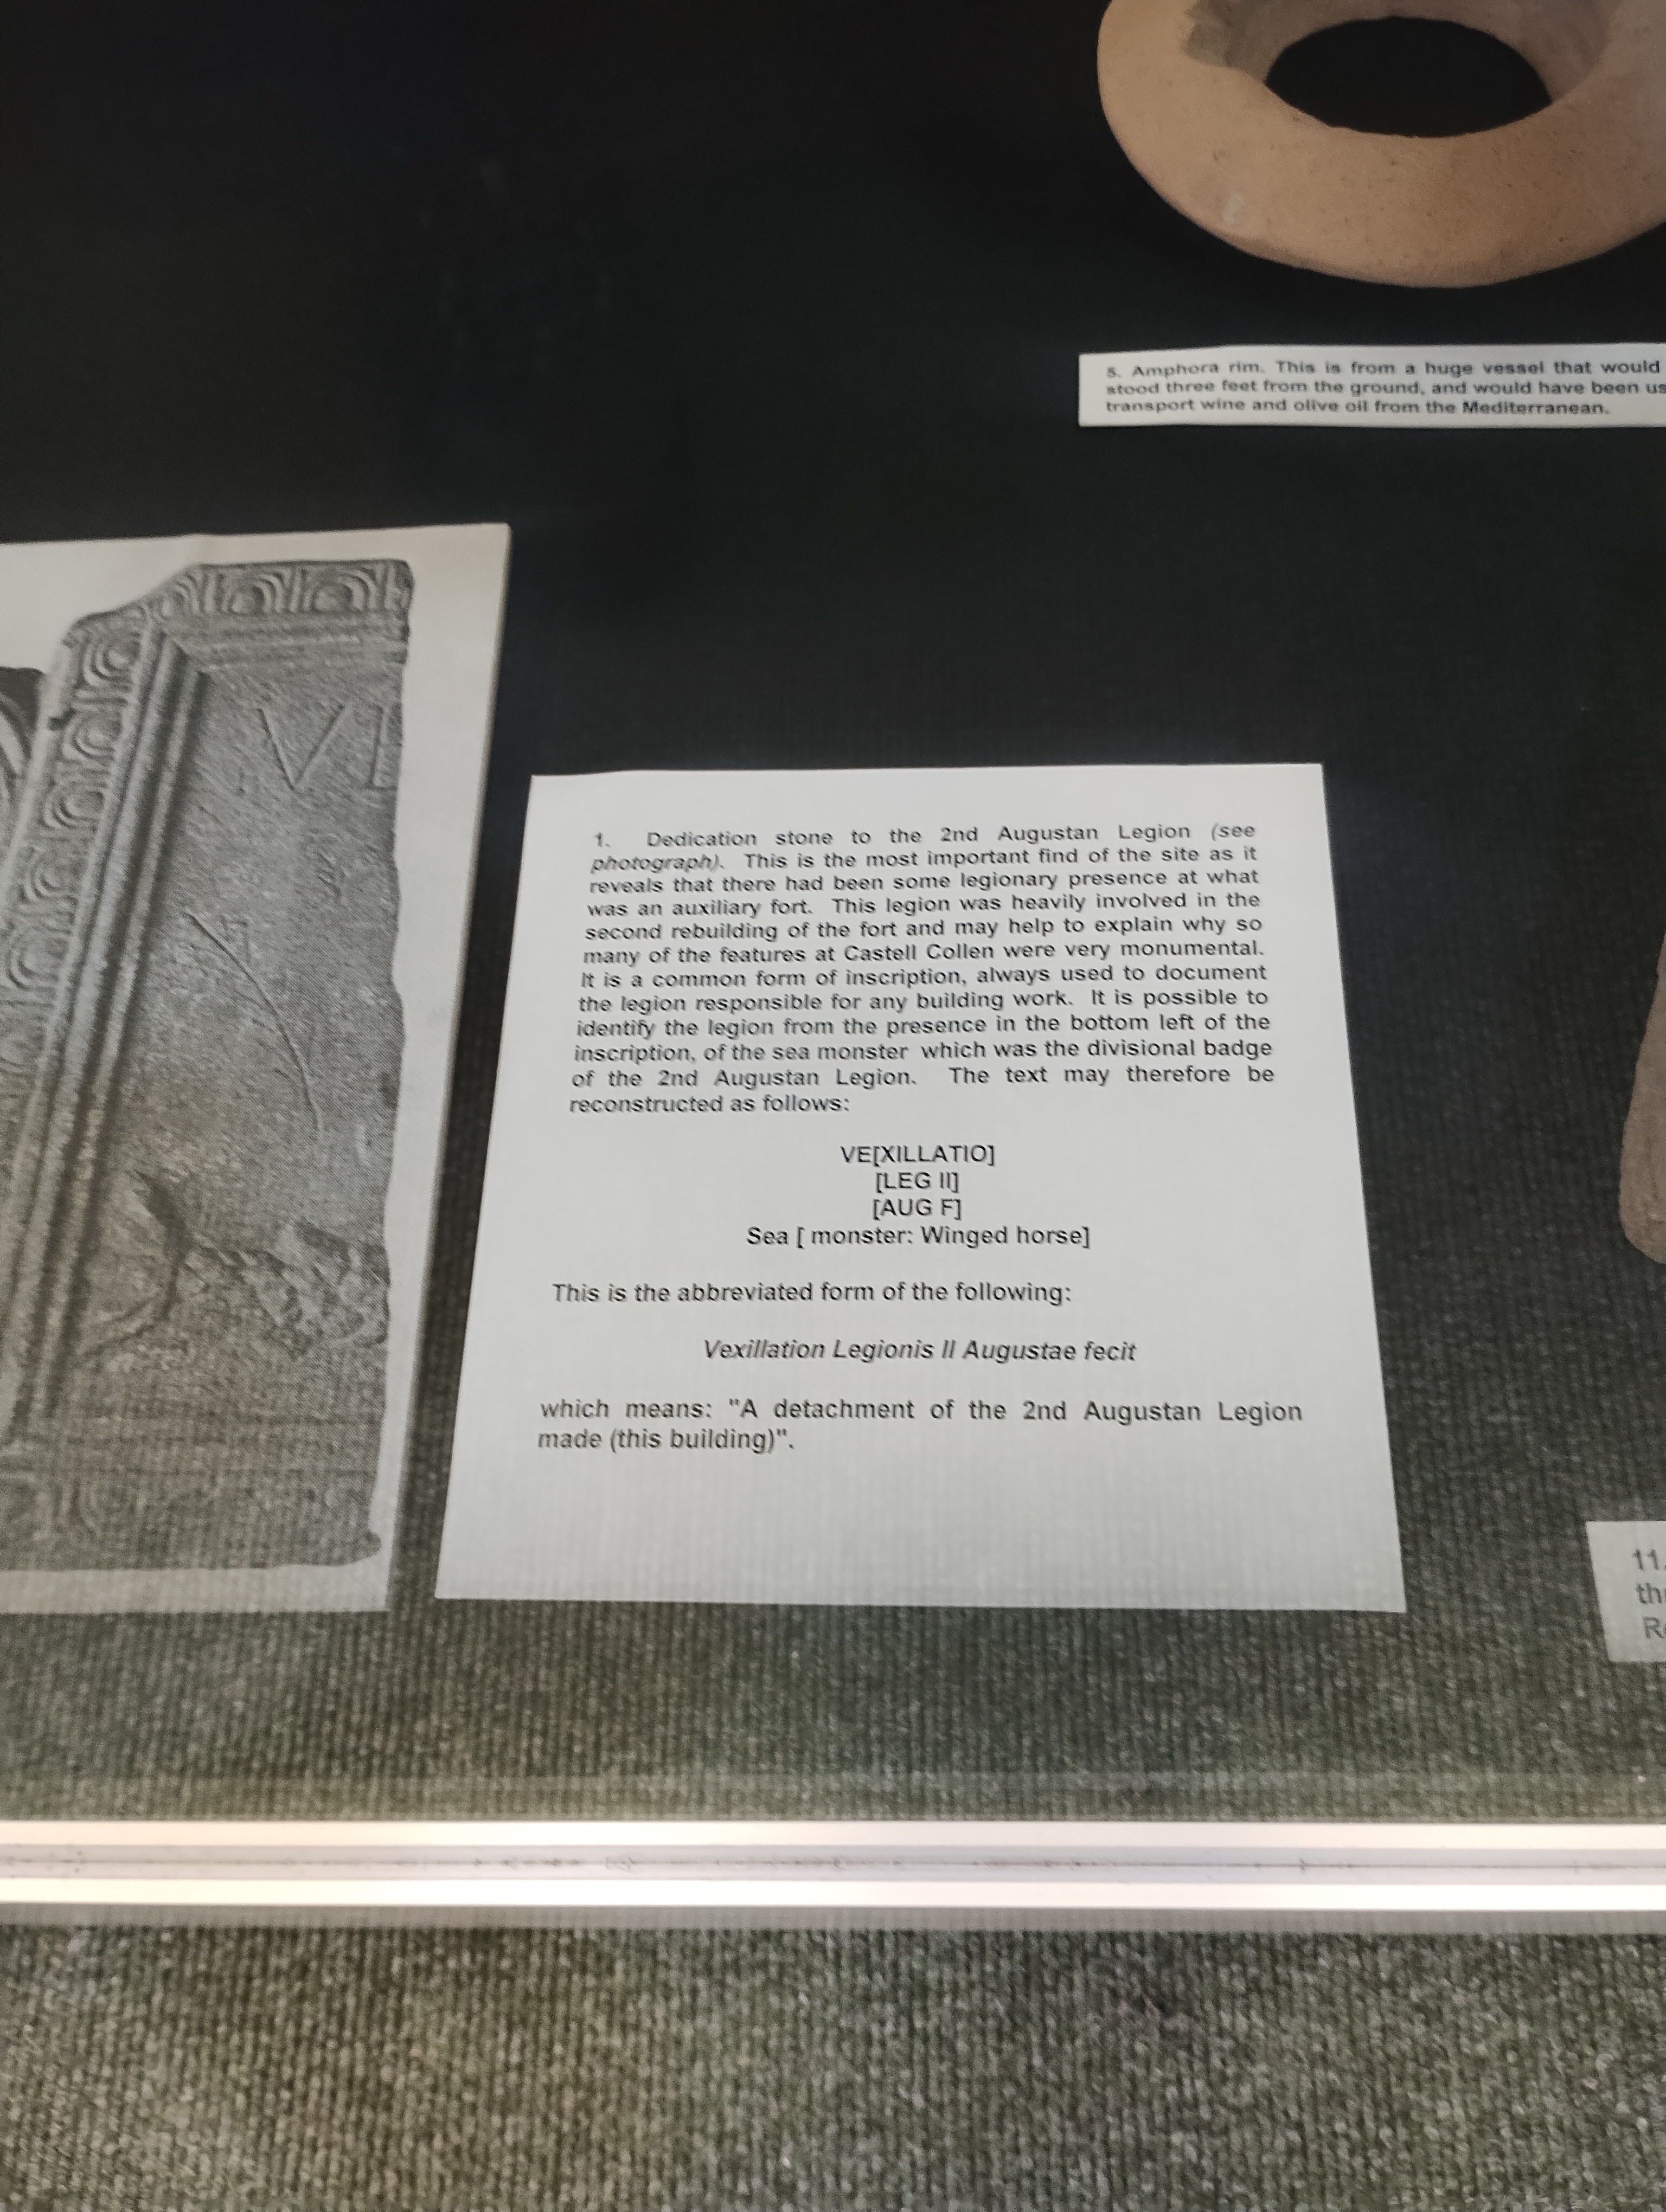 5. Amphora rim. This is from a huge vessel that would
stood three feet from the ground, and would have been us
transport wine and olive oil from the Mediterranean.
VE
1. Dedication stone to the 2nd Augustan Legion (see
photograph). This is the most important find of the site as it
reveals that there had been some legionary presence at what
was an auxiliary fort. This legion was heavily involved in the
second rebuilding of the fort and may help to explain why so
many of the features at Castell Collen were very monumental.
It is a common form of inscription, always used to document
the legion responsible for any building work. It is possible to
identify the legion from the presence in the bottom left of the
inscription, of the sea monster which was the divisional badge
of the 2nd Augustan Legion. The text may therefore be
reconstructed as follows:
VE[XILLATIO]
[LEG II]
[AUG F]
Sea [ monster: Winged horse]
This is the abbreviated form of the following:
Vexillation Legionis II Augustae fecit
which means: "A detachment of the 2nd Augustan Legion
made (this building)".
11.
th
R